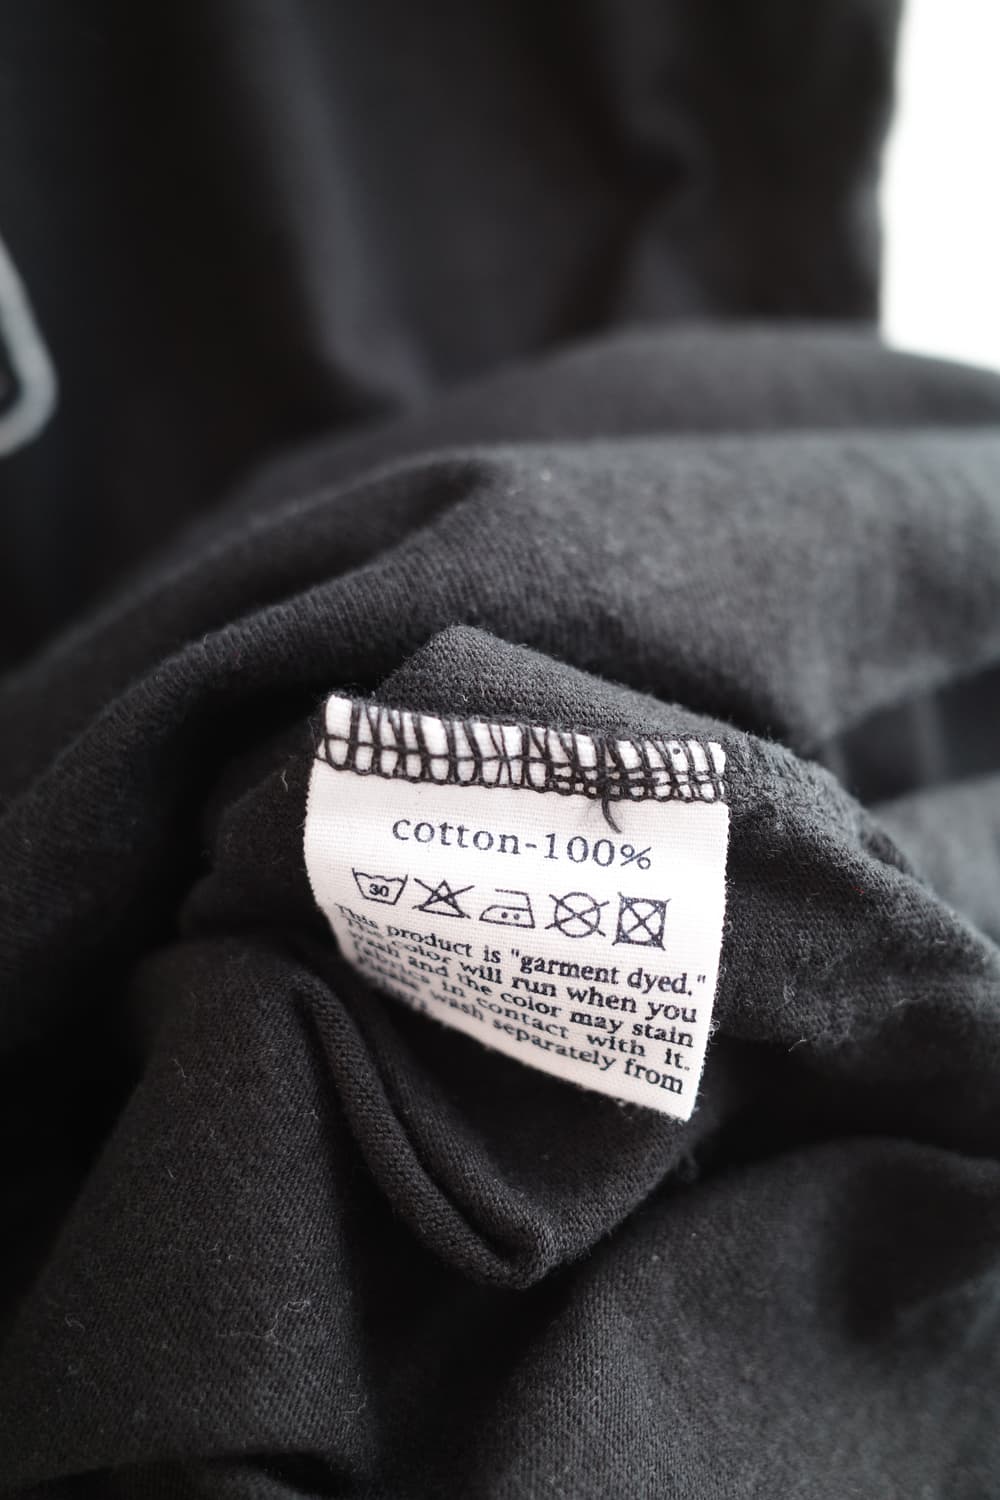 cotton-100%
30
This product is "garment dyed."
The color will run when you
wash and the color may stain
fabrics in contact with it.
wash separately from